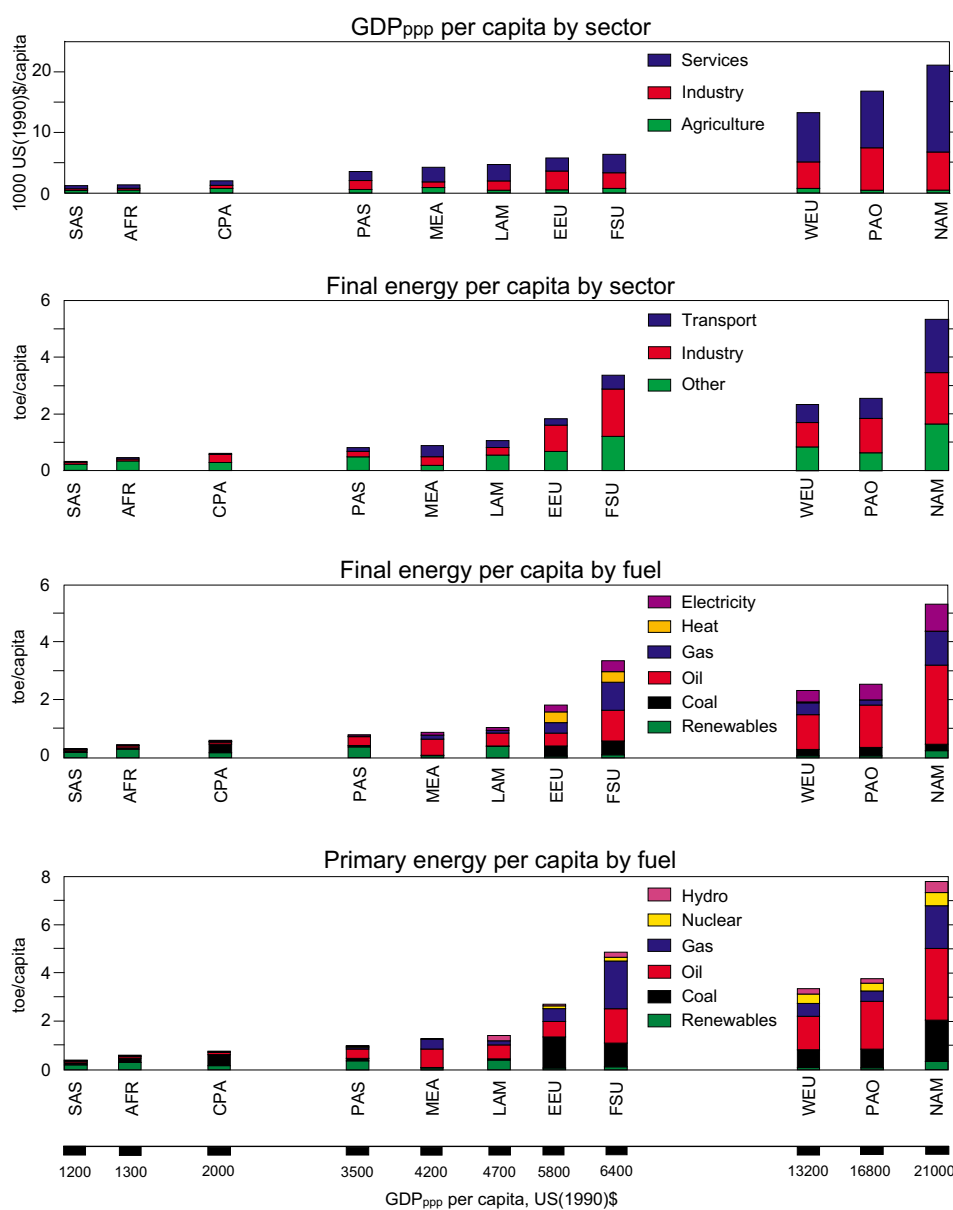 GDPppp per capita by sector
1000 US(1990)$/capita
20
10
0
Services
Industry
Agriculture
SAS AFR CPA PAS MEA LAM EEU FSU WEU PAO NAM
Final energy per capita by sector
toe/capita
6
4
2
0
Transport
Industry
Other
SAS AFR CPA PAS MEA LAM EEU FSU WEU PAO NAM
Final energy per capita by fuel
toe/capita
6
4
2
0
Electricity
Heat
Gas
Oil
Coal
Renewables
SAS AFR CPA PAS MEA LAM EEU FSU WEU PAO NAM
Primary energy per capita by fuel
toe/capita
8
6
4
2
0
Hydro
Nuclear
Gas
Oil
Coal
Renewables
SAS AFR CPA PAS MEA LAM EEU FSU WEU PAO NAM
1200 1300 2000 3500 4200 4700 5800 6400 13200 16800 21000
GDPppp per capita, US(1990)$